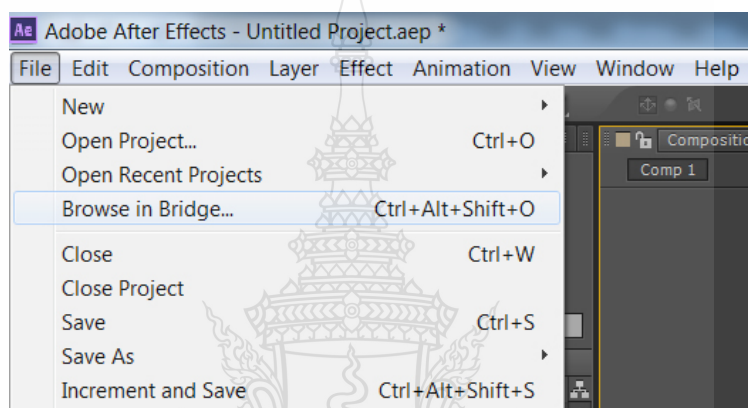 Ae Adobe After Effects - Untitled Project.aep *
File Edit Composition Layer Effect Animation View Window Help
New
Open Project... Ctrl+O
Compositio
Open Recent Projects
Comp 1
Browse in Bridge... Ctrl+Alt+Shift+O
Close Ctrl+W
Close Project
Save Ctrl+S
Save As
Increment and Save Ctrl+Alt+Shift+S